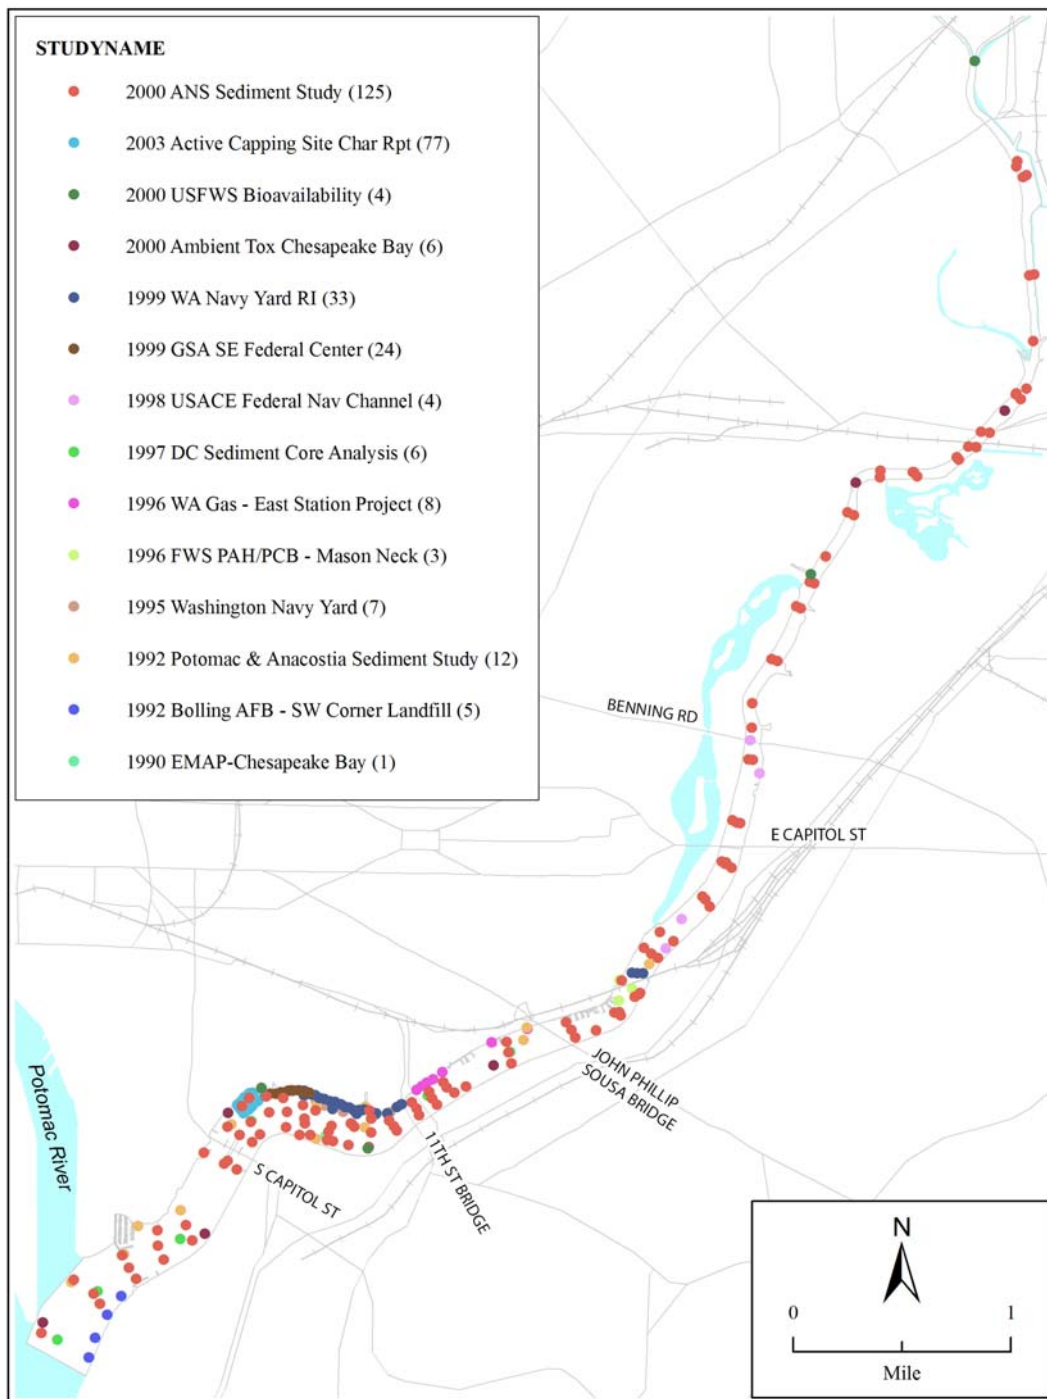 STUDYNAME
2000 ANS Sediment Study (125)
2003 Active Capping Site Char Rpt (77)
2000 USFWS Bioavailability (4)
2000 Ambient Tox Chesapeake Bay (6)
1999 WA Navy Yard RI (33)
1999 GSA SE Federal Center (24)
1998 USACE Federal Nav Channel (4)
1997 DC Sediment Core Analysis (6)
1996 WA Gas - East Station Project (8)
1996 FWS PAH/PCB - Mason Neck (3)
1995 Washington Navy Yard (7)
1992 Potomac & Anacostia Sediment Study (12)
1992 Bolling AFB - SW Corner Landfill (5)
1990 EMAP-Chesapeake Bay (1)
BENNING RD
E CAPITOL ST
JOHN PHILLIP
SOUSA BRIDGE
11TH ST BRIDGE
S CAPITOL ST
Potomac River
N
0 1
Mile